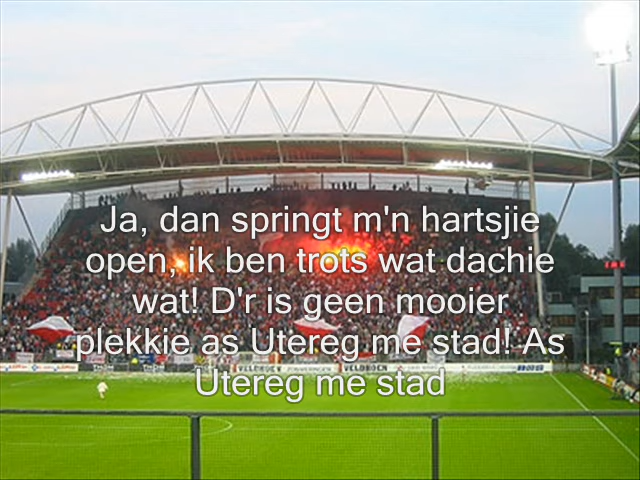 Ja, dan springt m'n hartsjie
open, ik ben trots wat dachie
wat! D'r is geen mooier
plekkie as Utereg me stad! As
Utereg me stad